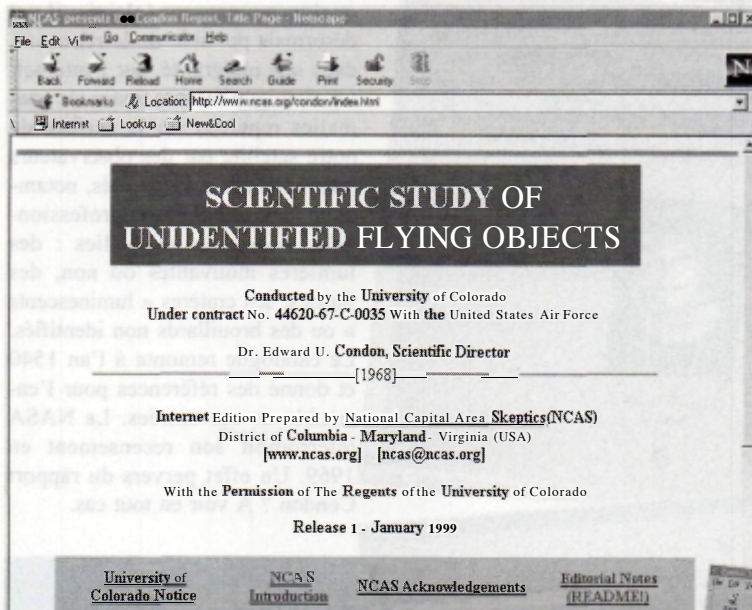 NCAS presents Condon Report, Title Page - Netscape
File Edit View Go Communicator Help
Back Forward Reload Home Search Guide Print Security Stop
Bookmarks Location: http://www.ncas.org/condon/index.html
Internet Lookup New&Cool
SCIENTIFIC STUDY OF
UNIDENTIFIED FLYING OBJECTS
Conducted by the University of Colorado
Under contract No. 44620-67-C-0035 With the United States Air Force
Dr. Edward U. Condon, Scientific Director
[1968]
Internet Edition Prepared by National Capital Area Skeptics (NCAS)
District of Columbia - Maryland - Virginia (USA)
[www.ncas.org] [ncas@ncas.org]
With the Permission of The Regents of the University of Colorado
Release 1 - January 1999
University of
Colorado Notice
NCAS
Introduction
NCAS Acknowledgements
Editorial Notes
(README!)